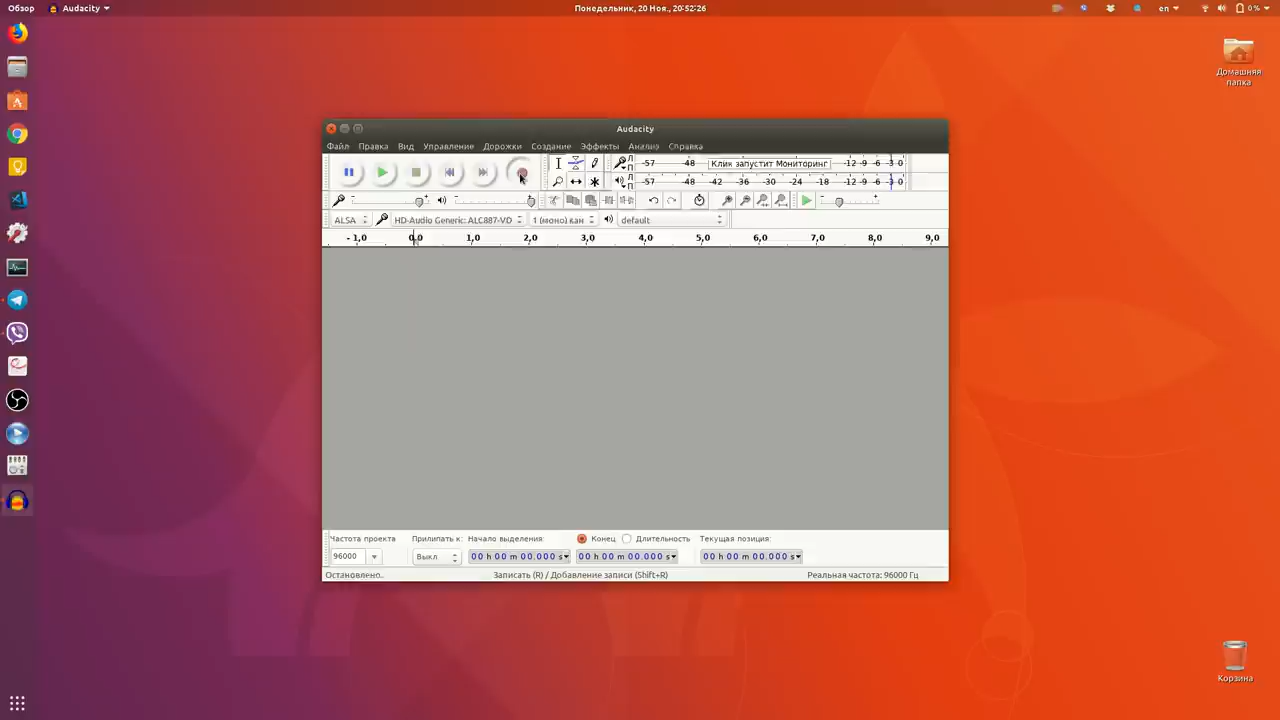 Обзор Audacity Понедельник, 20 Ноя., 20:52:26 en 0%
Домашняя
папка
Audacity
Файл Правка Вид Управление Дорожки Создание Эффекты Анализ Справка
Л П -57 -48 Клик запустит Мониторинг -12 -9 -6 -3 0
Л П -57 -48 -42 -36 -30 -24 -18 -12 -9 -6 -3 0
ALSA HD-Audio Generic: ALC887-VD 1 (моно) кан default
- 1,0 0,0 1,0 2,0 3,0 4,0 5,0 6,0 7,0 8,0 9,0
Частота проекта Прилипать к: Начало выделения: Конец Длительность Текущая позиция:
96000 Выкл 00 h 00 m 00.000 s 00 h 00 m 00.000 s 00 h 00 m 00.000 s
Остановлено. Записать (R) / Добавление записи (Shift+R) Реальная частота: 96000 Гц
Корзина